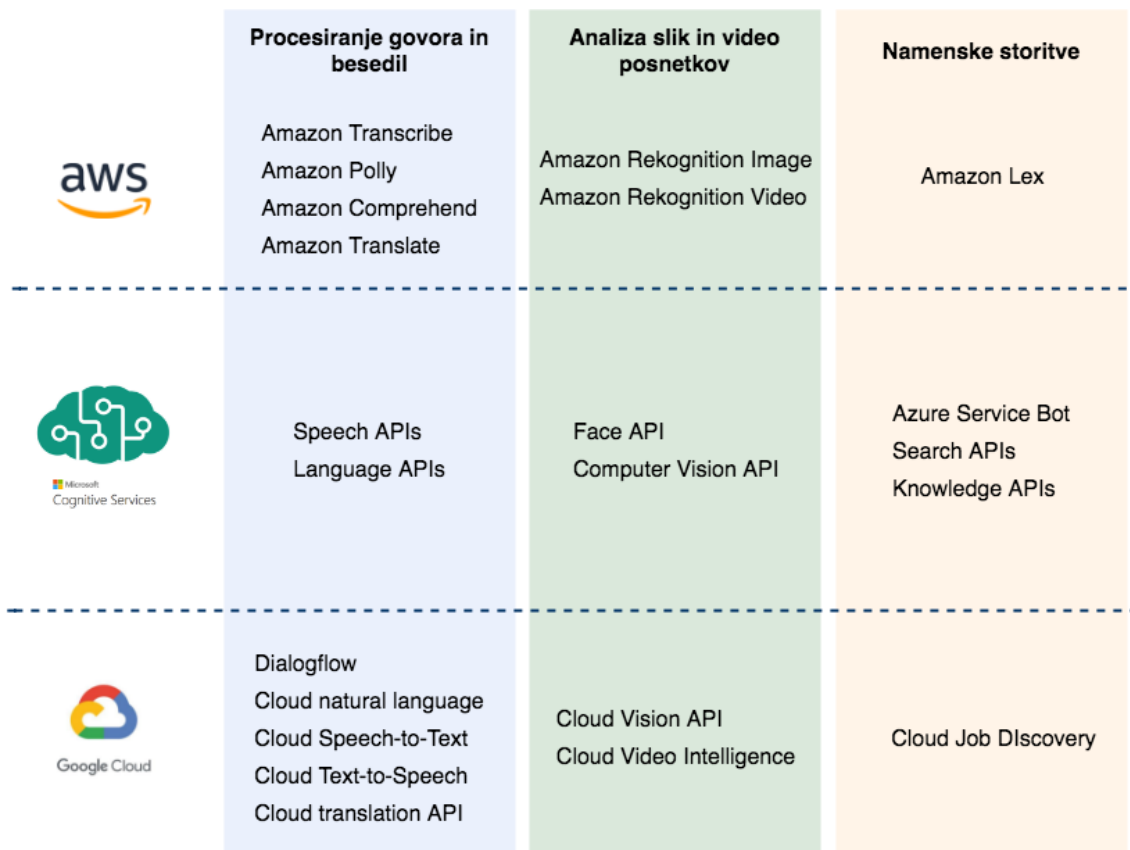 Procesiranje govora in
besedil
Analiza slik in video
posnetkov
Namenske storitve
aws
Amazon Transcribe
Amazon Polly
Amazon Comprehend
Amazon Translate
Amazon Rekognition Image
Amazon Rekognition Video
Amazon Lex
Microsoft
Cognitive Services
Speech APIs
Language APIs
Face API
Computer Vision API
Azure Service Bot
Search APIs
Knowledge APIs
Google Cloud
Dialogflow
Cloud natural language
Cloud Speech-to-Text
Cloud Text-to-Speech
Cloud translation API
Cloud Vision API
Cloud Video Intelligence
Cloud Job DIscovery